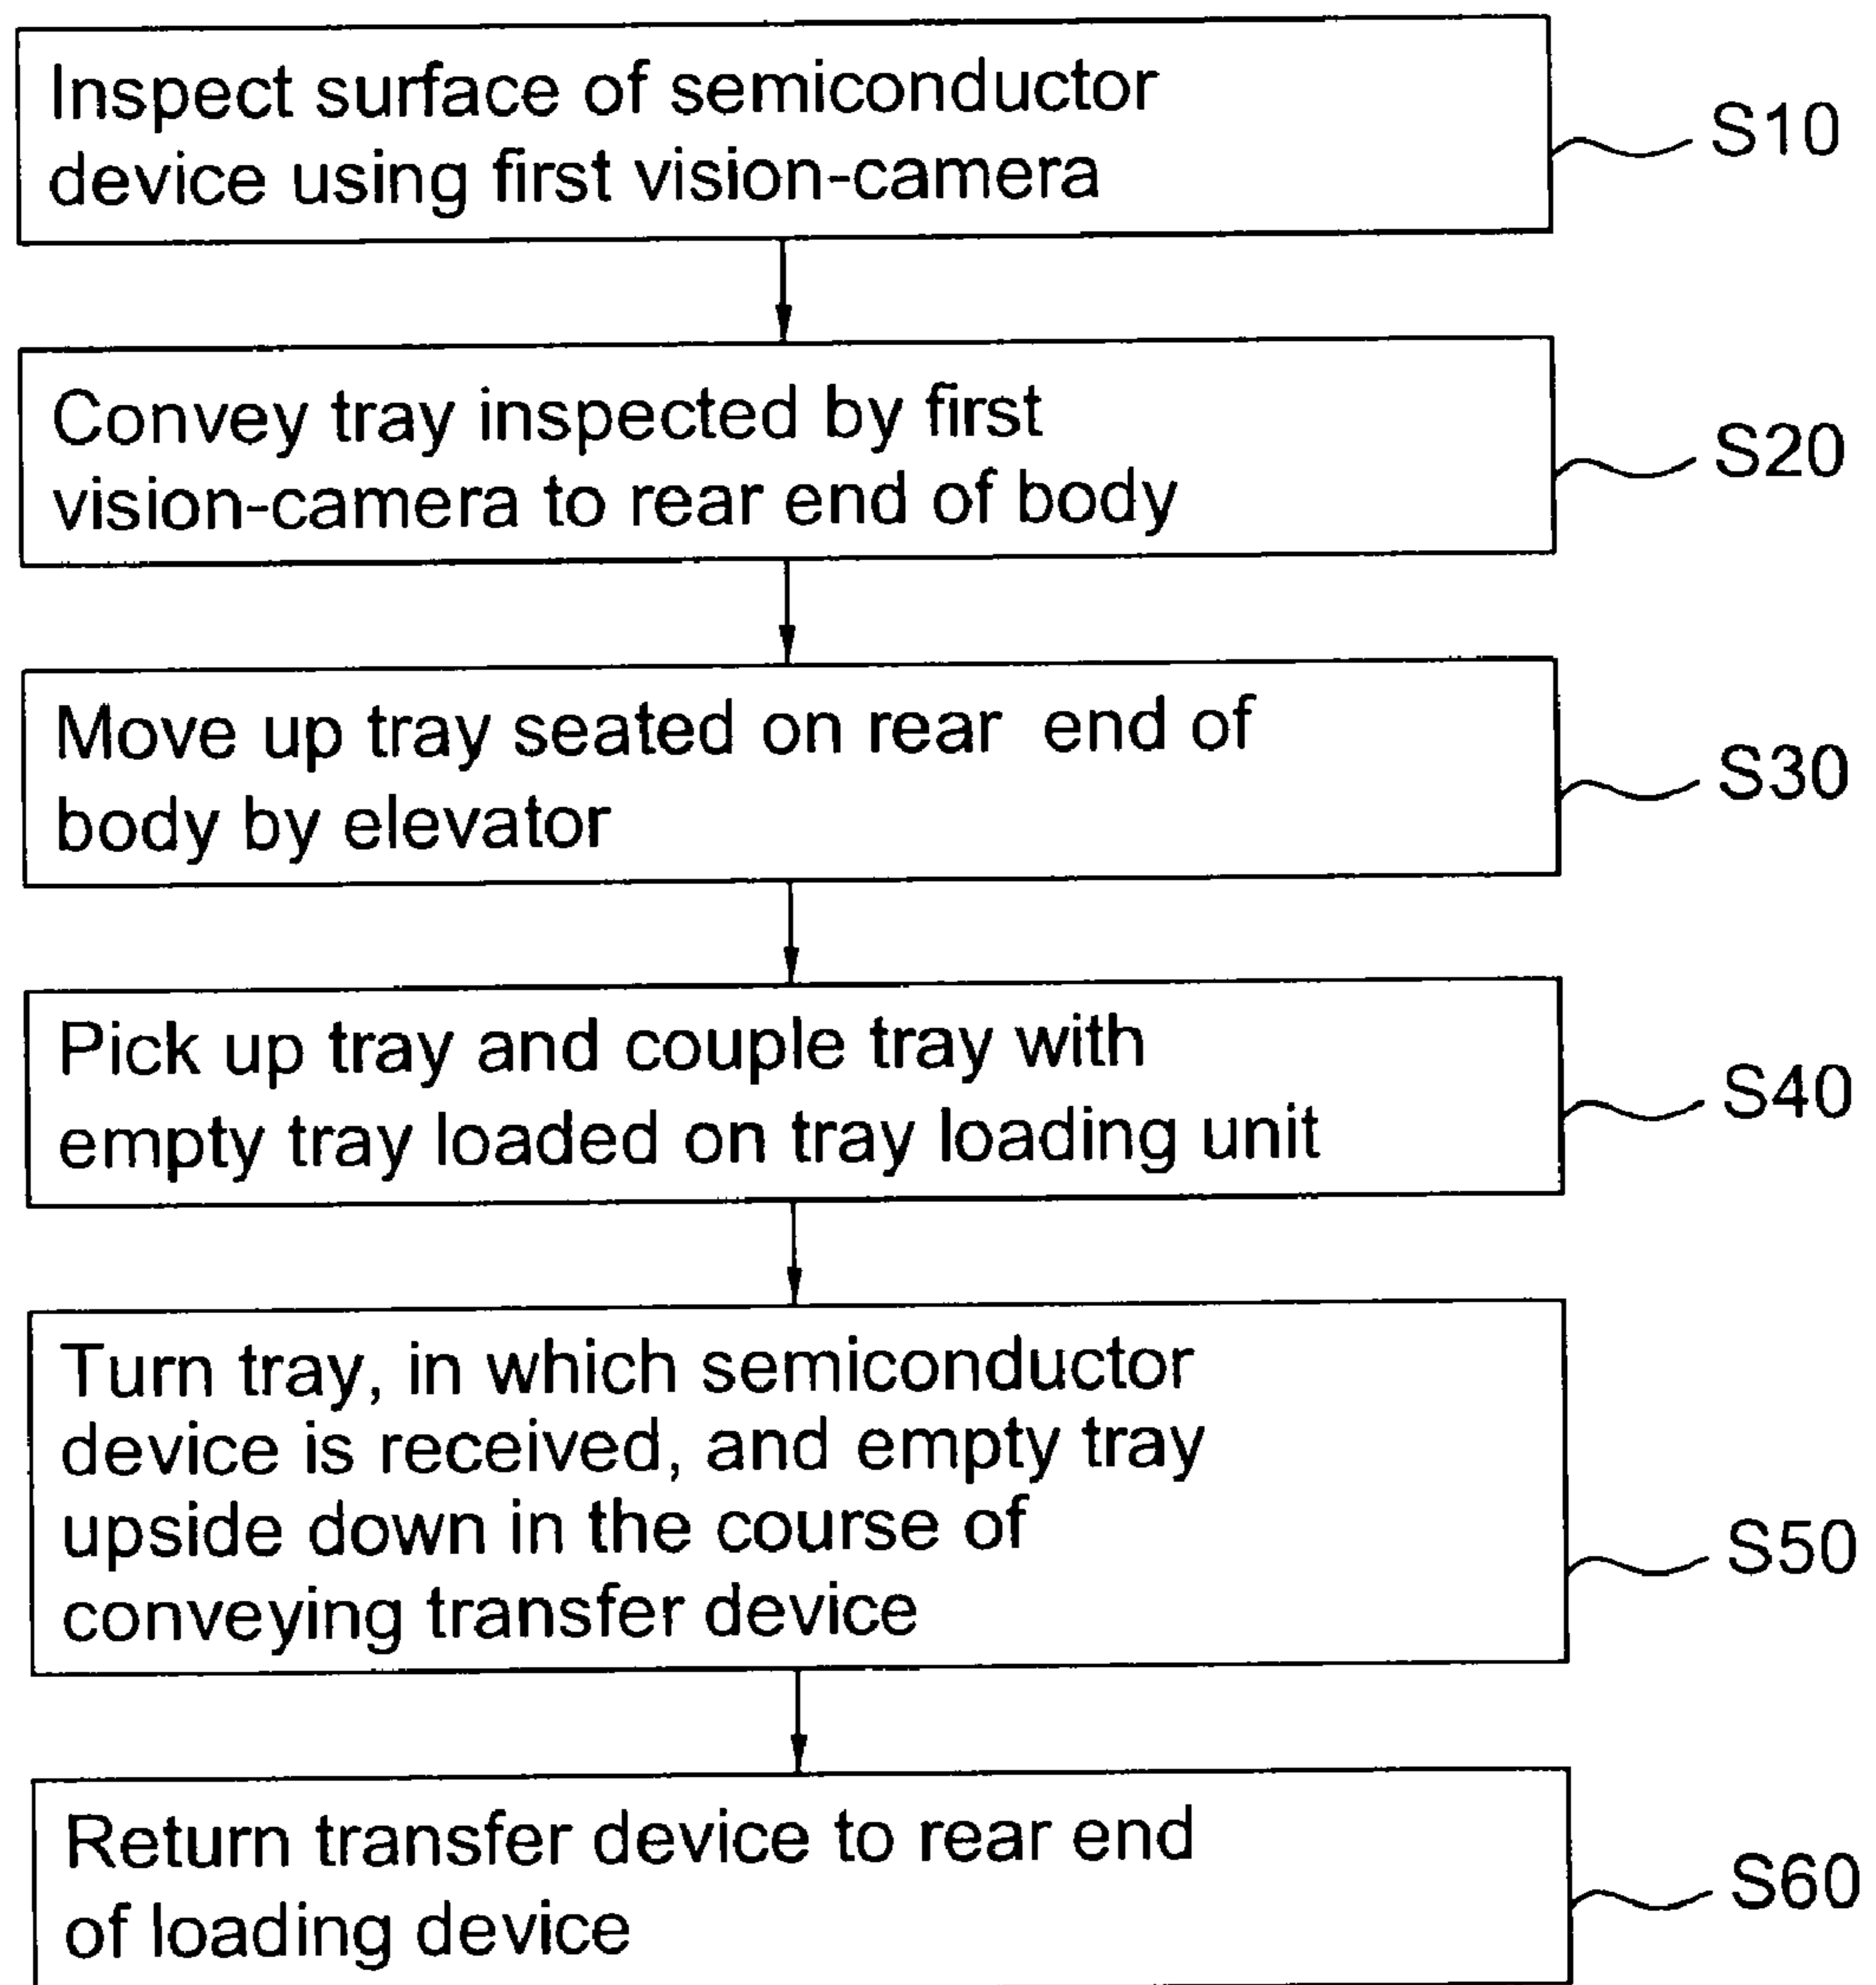 Inspect surface of semiconductor
device using first vision-camera
S10
Convey tray inspected by first
vision-camera to rear end of body
S20
Move up tray seated on rear end of
body by elevator
S30
Pick up tray and couple tray with
empty tray loaded on tray loading unit
S40
Turn tray, in which semiconductor
device is received, and empty tray
upside down in the course of
conveying transfer device
S50
Return transfer device to rear end
of loading device
S60